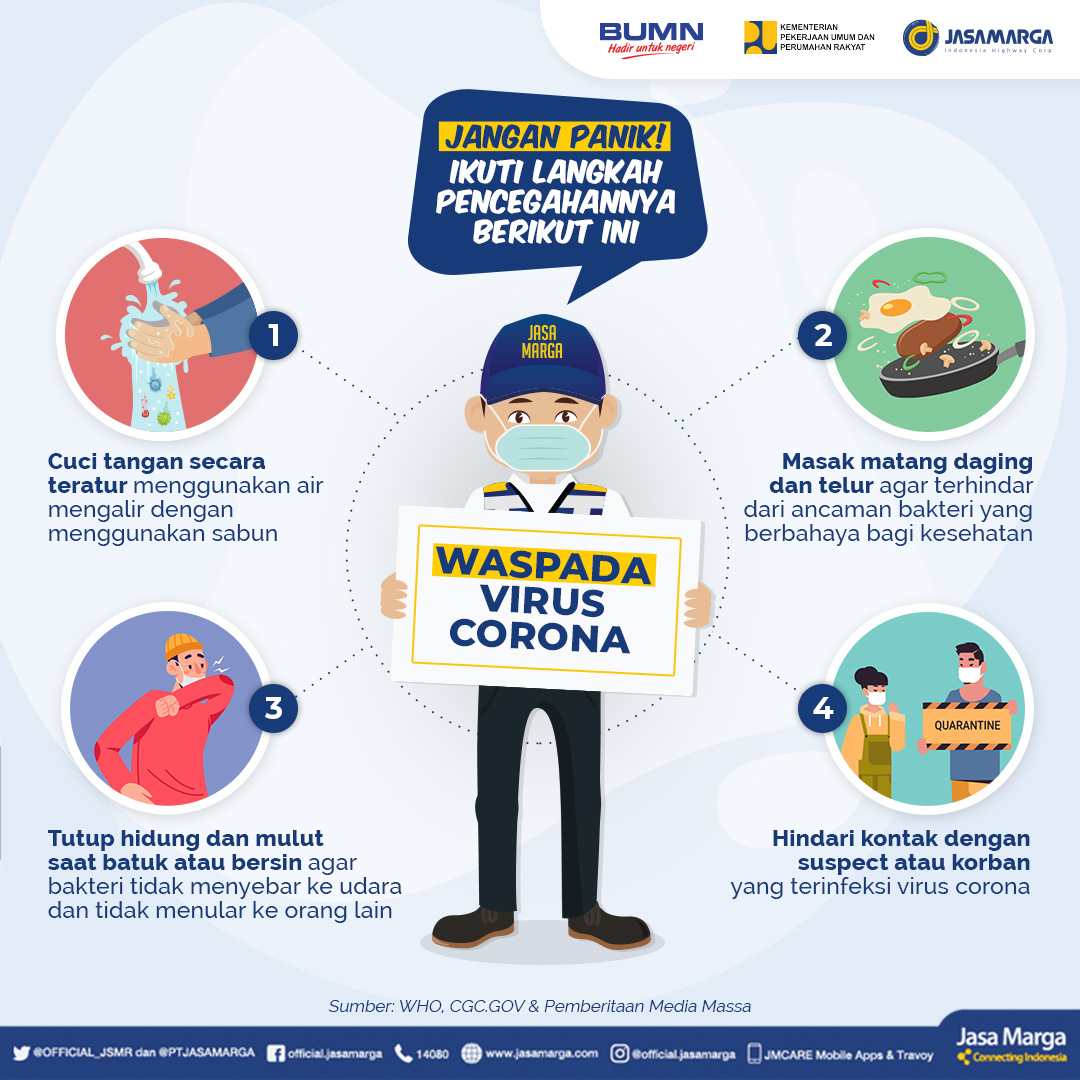 BUMN
Hadir untuk negeri
KEMENTERIAN
PEKERJAAN UMUM DAN
PERUMAHAN RAKYAT
JASAMARGA
Indonesia Highway Corp
JANGAN PANIK!
IKUTI LANGKAH
PENCEGAHANNYA
BERIKUT INI
JASA
MARGA
1
Cuci tangan secara
teratur menggunakan air
mengalir dengan
menggunakan sabun
2
Masak matang daging
dan telur agar terhindar
dari ancaman bakteri yang
berbahaya bagi kesehatan
WASPADA
VIRUS
CORONA
3
Tutup hidung dan mulut
saat batuk atau bersin agar
bakteri tidak menyebar ke udara
dan tidak menular ke orang lain
4
QUARANTINE
Hindari kontak dengan
suspect atau korban
yang terinfeksi virus corona
Sumber: WHO, CGC.GOV & Pemberitaan Media Massa
@OFFICIAL_JSMR dan @PTJASAMARGA
official.jasamarga
14080
www.jasamarga.com
@official.jasamarga
JMCARE Mobile Apps & Travoy
Jasa Marga
Connecting Indonesia